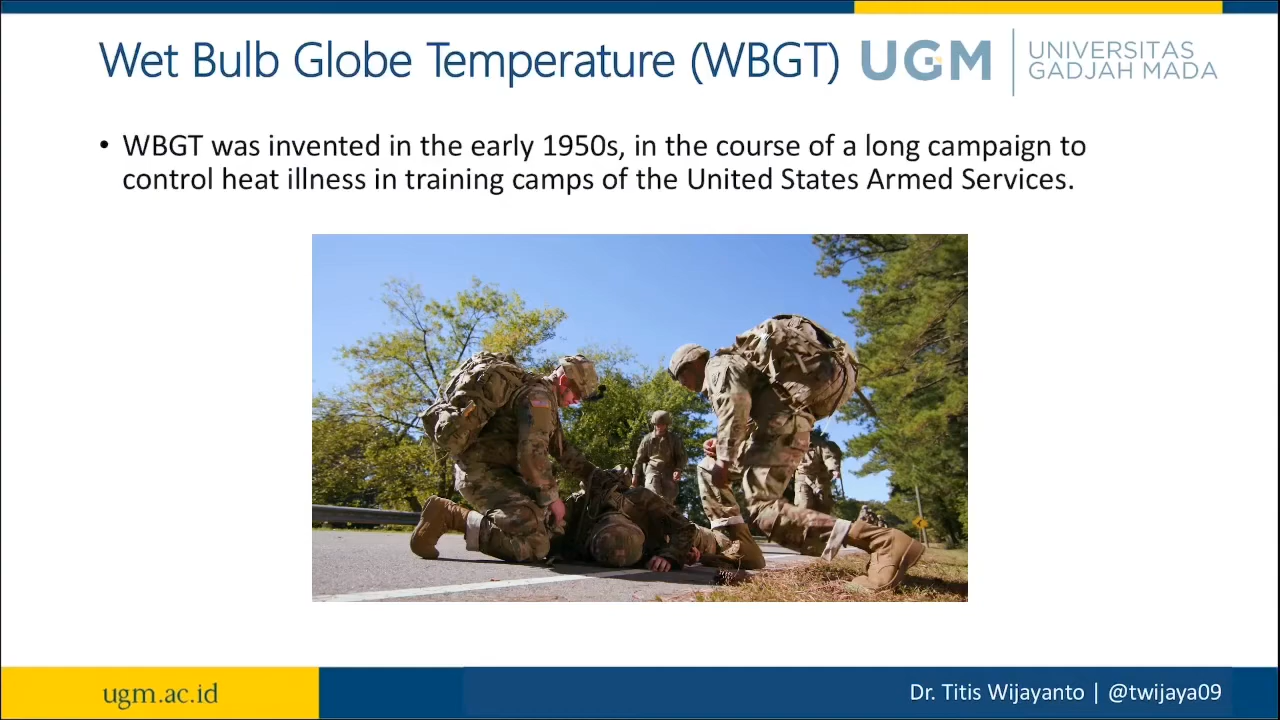 Wet Bulb Globe Temperature (WBGT)
UGM
UNIVERSITAS
GADJAH MADA
• WBGT was invented in the early 1950s, in the course of a long campaign to
control heat illness in training camps of the United States Armed Services.
ugm.ac.id
Dr. Titis Wijayanto | @twijaya09